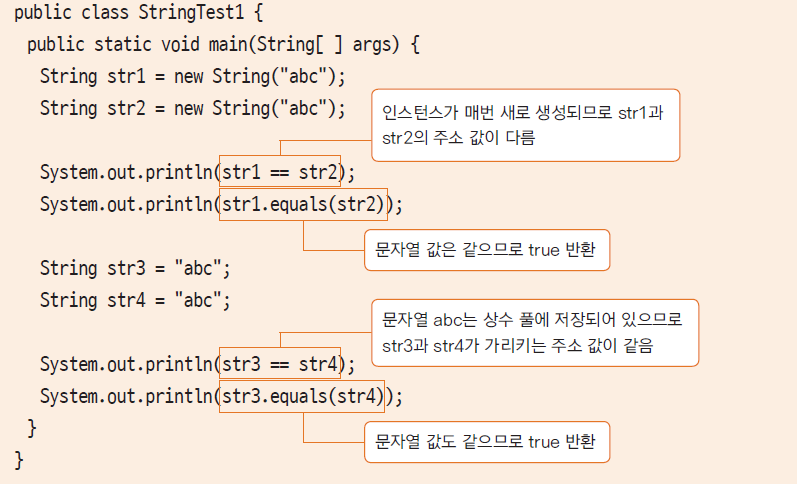 public class StringTest1 {
public static void main(String[ ] args) {
String str1 = new String("abc");
String str2 = new String("abc");
인스턴스가 매번 새로 생성되므로 str1과
str2의 주소 값이 다름
System.out.println(str1 == str2);
System.out.println(str1.equals(str2));
문자열 값은 같으므로 true 반환
String str3 = "abc";
String str4 = "abc";
문자열 abc는 상수 풀에 저장되어 있으므로
str3과 str4가 가리키는 주소 값이 같음
System.out.println(str3 == str4);
System.out.println(str3.equals(str4));
문자열 값도 같으므로 true 반환
}
}